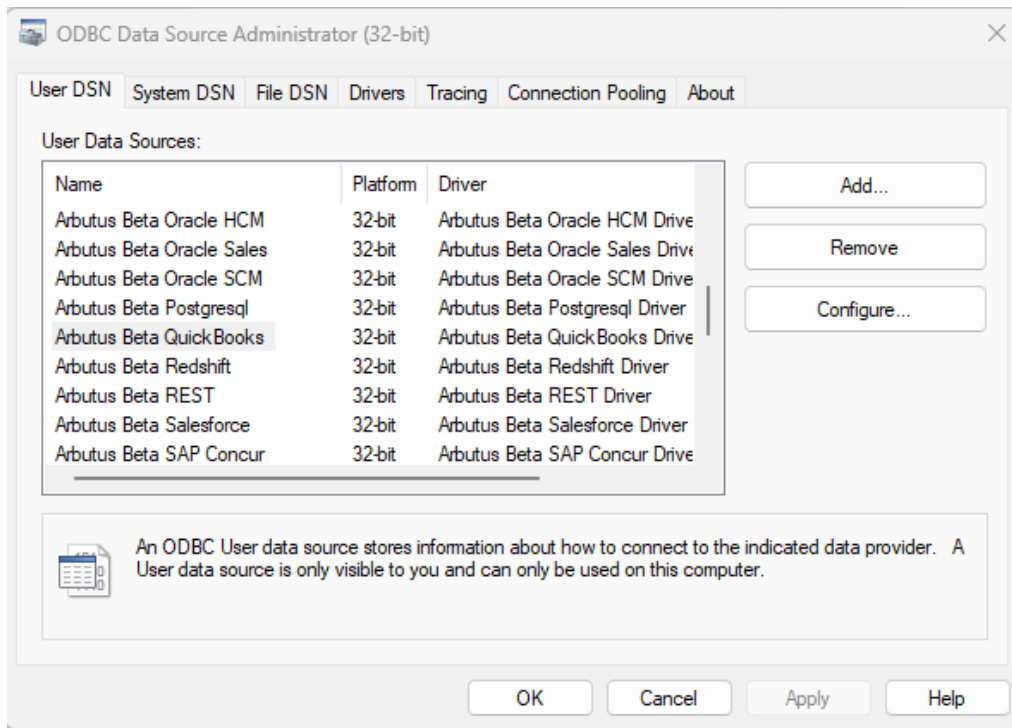 ODBC Data Source Administrator (32-bit)
User DSN System DSN File DSN Drivers Tracing Connection Pooling About
User Data Sources:
Name Platform Driver
Arbutus Beta Oracle HCM 32-bit Arbutus Beta Oracle HCM Drive
Arbutus Beta Oracle Sales 32-bit Arbutus Beta Oracle Sales Drive
Arbutus Beta Oracle SCM 32-bit Arbutus Beta Oracle SCM Drive
Arbutus Beta Postgresql 32-bit Arbutus Beta Postgresql Driver
Arbutus Beta QuickBooks 32-bit Arbutus Beta QuickBooks Drive
Arbutus Beta Redshift 32-bit Arbutus Beta Redshift Driver
Arbutus Beta REST 32-bit Arbutus Beta REST Driver
Arbutus Beta Salesforce 32-bit Arbutus Beta Salesforce Driver
Arbutus Beta SAP Concur 32-bit Arbutus Beta SAP Concur Drive
Add...
Remove
Configure...
An ODBC User data source stores information about how to connect to the indicated data provider. A
User data source is only visible to you and can only be used on this computer.
OK Cancel Apply Help